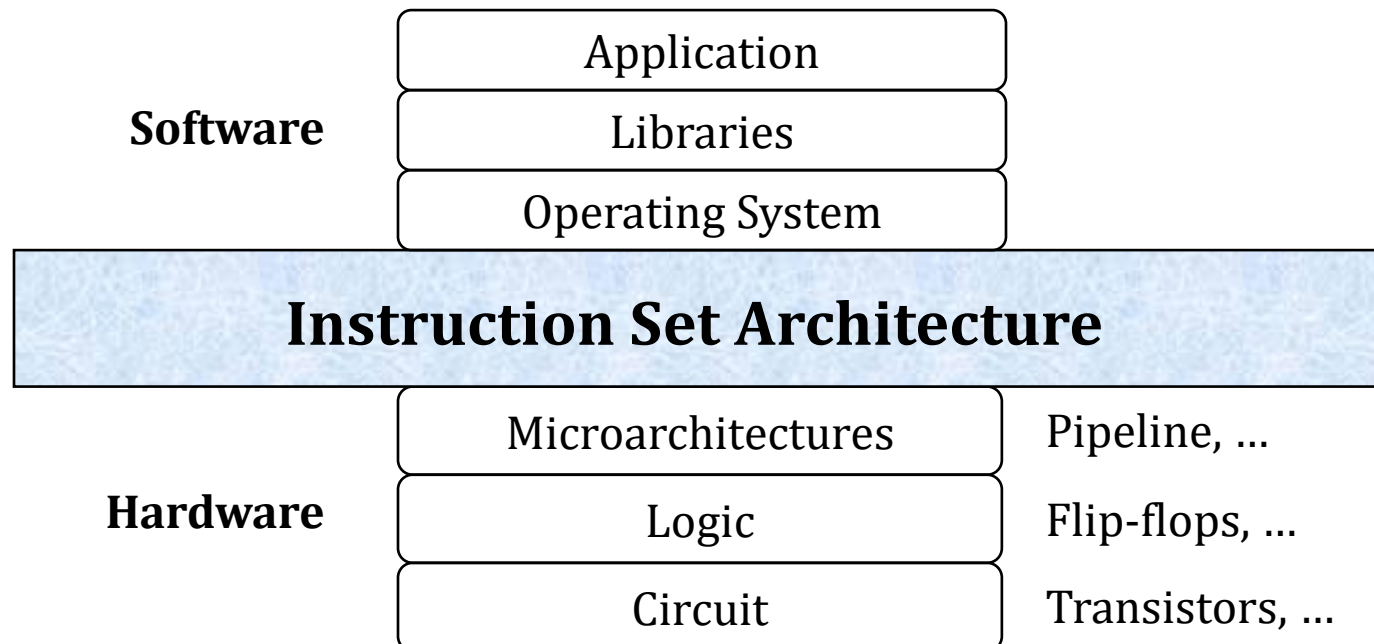 Application
Software
Libraries
Operating System
Instruction Set Architecture
Microarchitectures Pipeline, ...
Hardware
Logic Flip-flops, ...
Circuit Transistors, ...